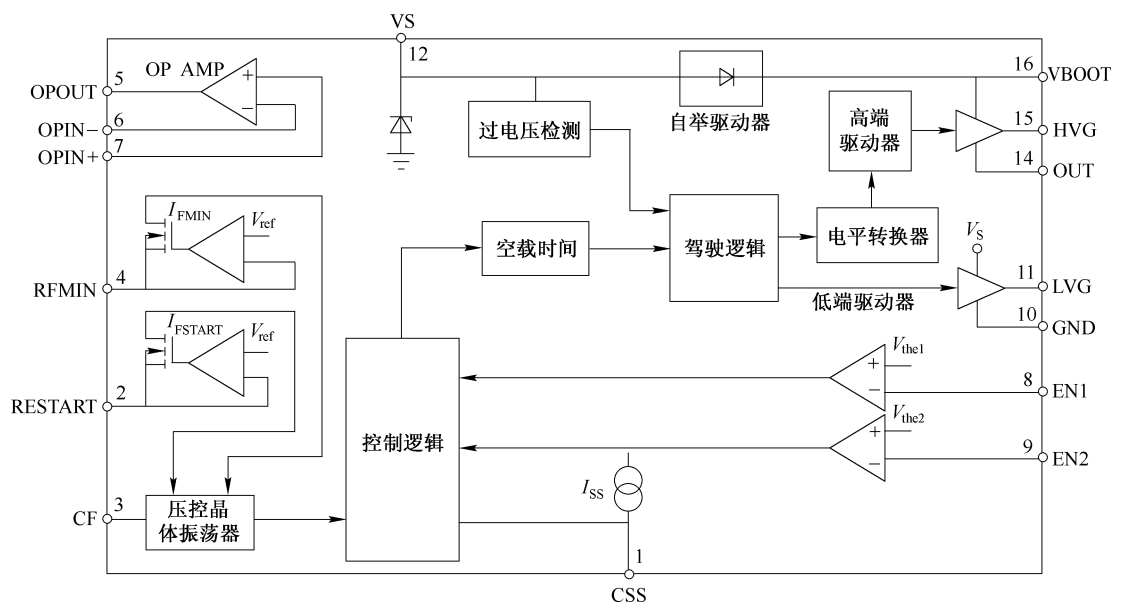 VS
12
OP AMP
5
OPOUT
+
−
6
OPIN−
7
OPIN+
16
VBOOT
自举驱动器
过电压检测
高端
驱动器
15
HVG
14
OUT
I FMIN
V ref
4
RFMIN
空载时间
驾驶逻辑
电平转换器
V S
11
LVG
低端驱动器
10
GND
I FSTART
V ref
2
RESTART
V the1
+
−
8
EN1
控制逻辑
V the2
+
−
9
EN2
I SS
3
CF
压控晶
体振荡器
1
CSS